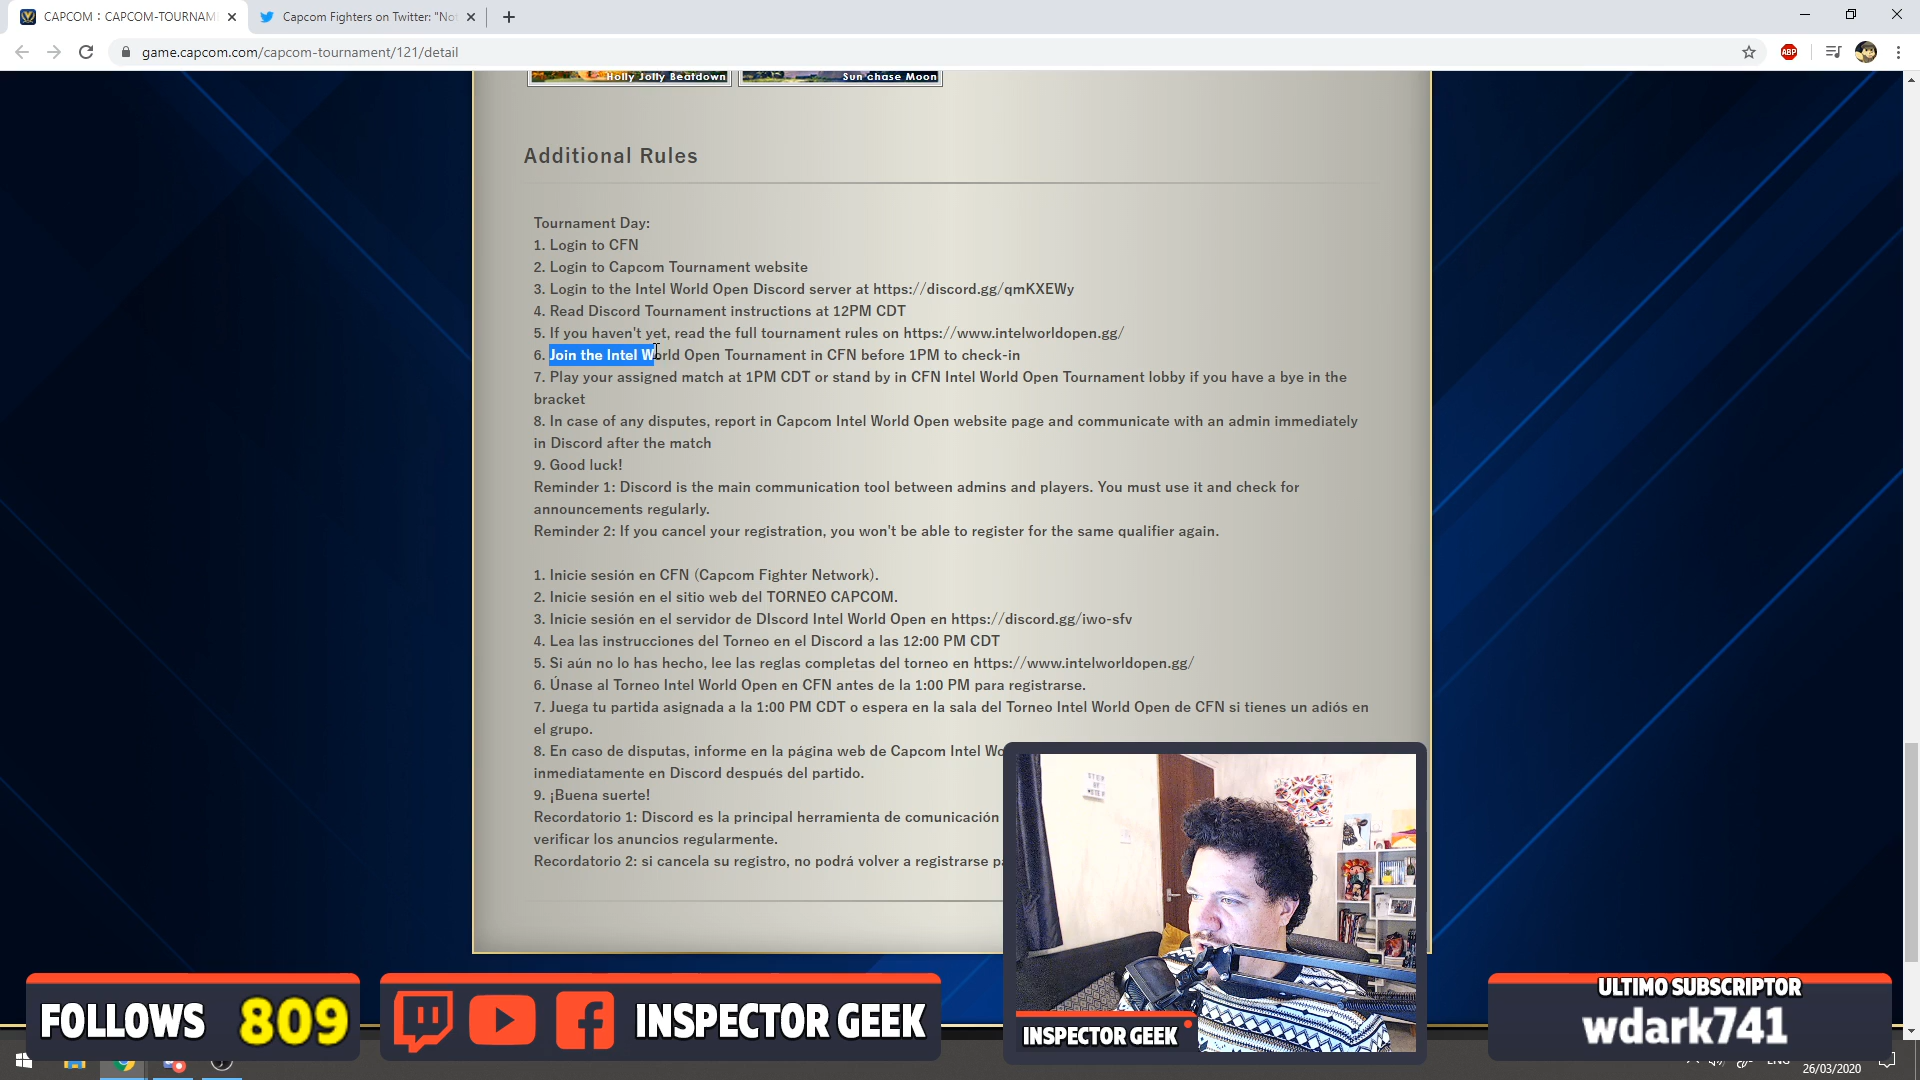 CAPCOM : CAPCOM-TOURNAM
Capcom Fighters on Twitter: "Not
game.capcom.com/capcom-tournament/121/detail
ABP
Holly Jolly Beatdown
Sun chase Moon
Additional Rules
Tournament Day:
1. Login to CFN
2. Login to Capcom Tournament website
3. Login to the Intel World Open Discord server at https://discord.gg/qmKXEWy
4. Read Discord Tournament instructions at 12PM CDT
5. If you haven't yet, read the full tournament rules on https://www.intelworldopen.gg/
6. Join the Intel World Open Tournament in CFN before 1PM to check-in
7. Play your assigned match at 1PM CDT or stand by in CFN Intel World Open Tournament lobby if you have a bye in the
bracket
8. In case of any disputes, report in Capcom Intel World Open website page and communicate with an admin immediately
in Discord after the match
9. Good luck!
Reminder 1: Discord is the main communication tool between admins and players. You must use it and check for
announcements regularly.
Reminder 2: If you cancel your registration, you won't be able to register for the same qualifier again.
1. Inicie sesión en CFN (Capcom Fighter Network).
2. Inicie sesión en el sitio web del TORNEO CAPCOM.
3. Inicie sesión en el servidor de DIscord Intel World Open en https://discord.gg/iwo-sfv
4. Lea las instrucciones del Torneo en el Discord a las 12:00 PM CDT
5. Si aún no lo has hecho, lee las reglas completas del torneo en https://www.intelworldopen.gg/
6. Únase al Torneo Intel World Open en CFN antes de la 1:00 PM para registrarse.
7. Juega tu partida asignada a la 1:00 PM CDT o espera en la sala del Torneo Intel World Open de CFN si tienes un adiós en
el grupo.
8. En caso de disputas, informe en la página web de Capcom Intel Wo
inmediatamente en Discord después del partido.
9. ¡Buena suerte!
Recordatorio 1: Discord es la principal herramienta de comunicación
verificar los anuncios regularmente.
Recordatorio 2: si cancela su registro, no podrá volver a registrarse pa
FOLLOWS 809
INSPECTOR GEEK
INSPECTOR GEEK
ULTIMO SUBSCRIPTOR
wdark741
ENG
26/03/2020